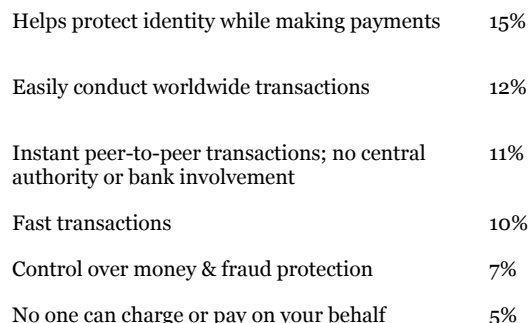 Helps protect identity while making payments 15%
Easily conduct worldwide transactions 12%
Instant peer-to-peer transactions; no central 11%
authority or bank involvement
Fast transactions 10%
Control over money & fraud protection 7%
No one can charge or pay on your behalf 5%